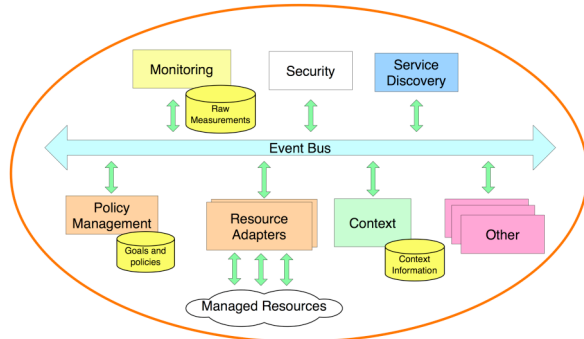 Monitoring
Raw
Measurements
Security
Service
Discovery
Event Bus
Policy
Management
Goals and
policies
Resource
Adapters
Context
Context
Information
Other
Managed Resources